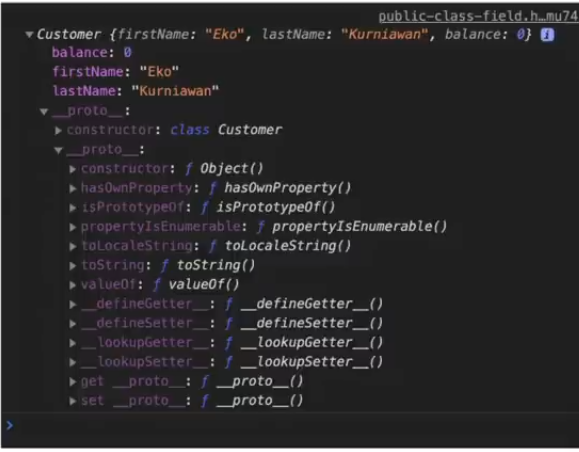 public-class-field.h…mu74
▼Customer {firstName: "Eko", lastName: "Kurniawan", balance: 0} i
balance: 0
firstName: "Eko"
lastName: "Kurniawan"
▼__proto__:
▶constructor: class Customer
▼__proto__:
▶constructor: ƒ Object()
▶hasOwnProperty: ƒ hasOwnProperty()
▶isPrototypeOf: ƒ isPrototypeOf()
▶propertyIsEnumerable: ƒ propertyIsEnumerable()
▶toLocaleString: ƒ toLocaleString()
▶toString: ƒ toString()
▶valueOf: ƒ valueOf()
▶__defineGetter__: ƒ __defineGetter__()
▶__defineSetter__: ƒ __defineSetter__()
▶__lookupGetter__: ƒ __lookupGetter__()
▶__lookupSetter__: ƒ __lookupSetter__()
▶get __proto__: ƒ __proto__()
▶set __proto__: ƒ __proto__()
>